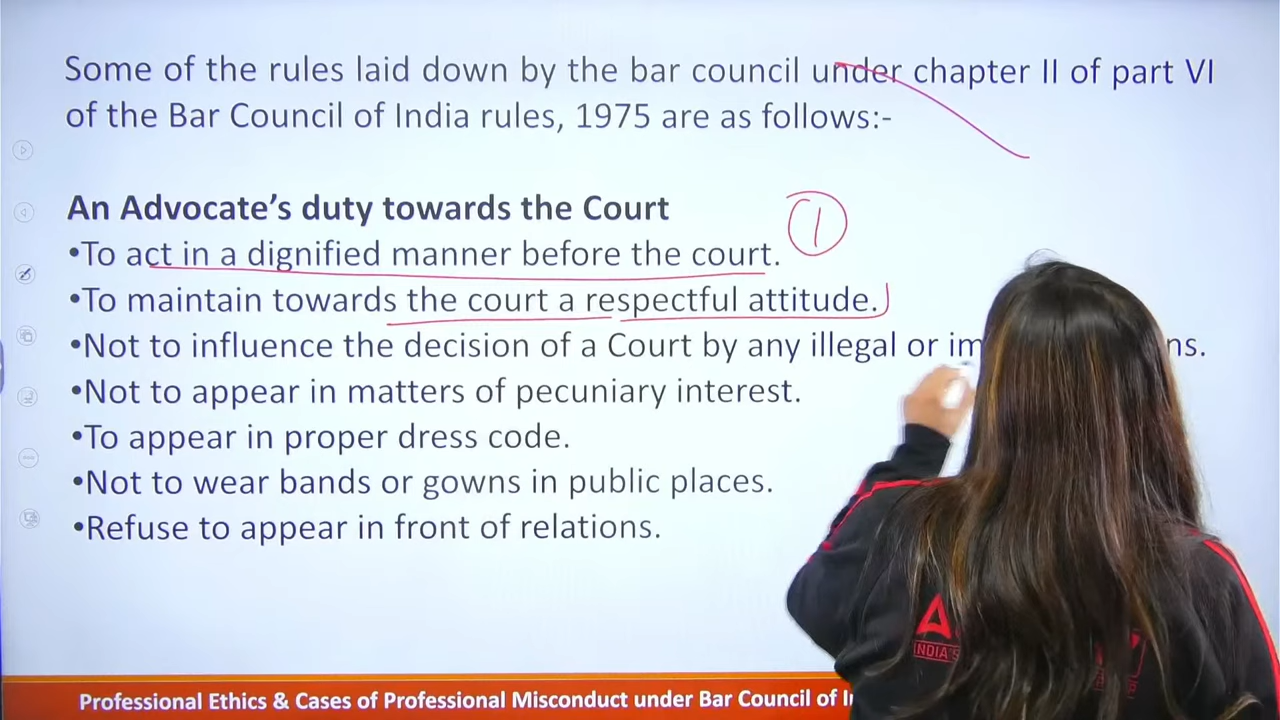 Some of the rules laid down by the bar council under chapter II of part VI
of the Bar Council of India rules, 1975 are as follows:-
An Advocate’s duty towards the Court
1
•To act in a dignified manner before the court.
•To maintain towards the court a respectful attitude.
•Not to influence the decision of a Court by any illegal or
•Not to appear in matters of pecuniary interest.
•To appear in proper dress code.
•Not to wear bands or gowns in public places.
•Refuse to appear in front of relations.
INDIA'S
Professional Ethics & Cases of Professional Misconduct under Bar Council of